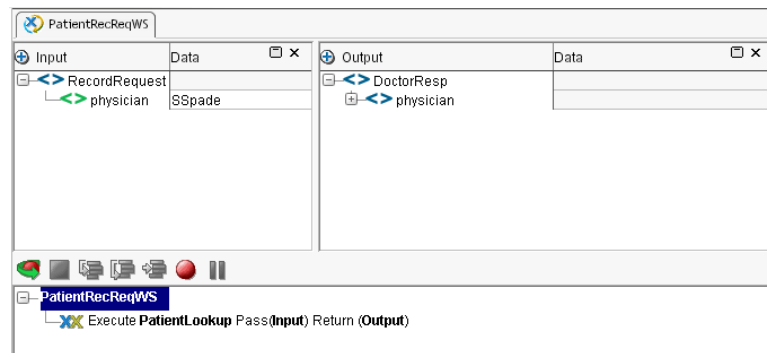 PatientRecReqWS
Input Data
RecordRequest
physician SSpade
Output Data
DoctorResp
physician
PatientRecReqWS
Execute PatientLookup Pass(Input) Return (Output)